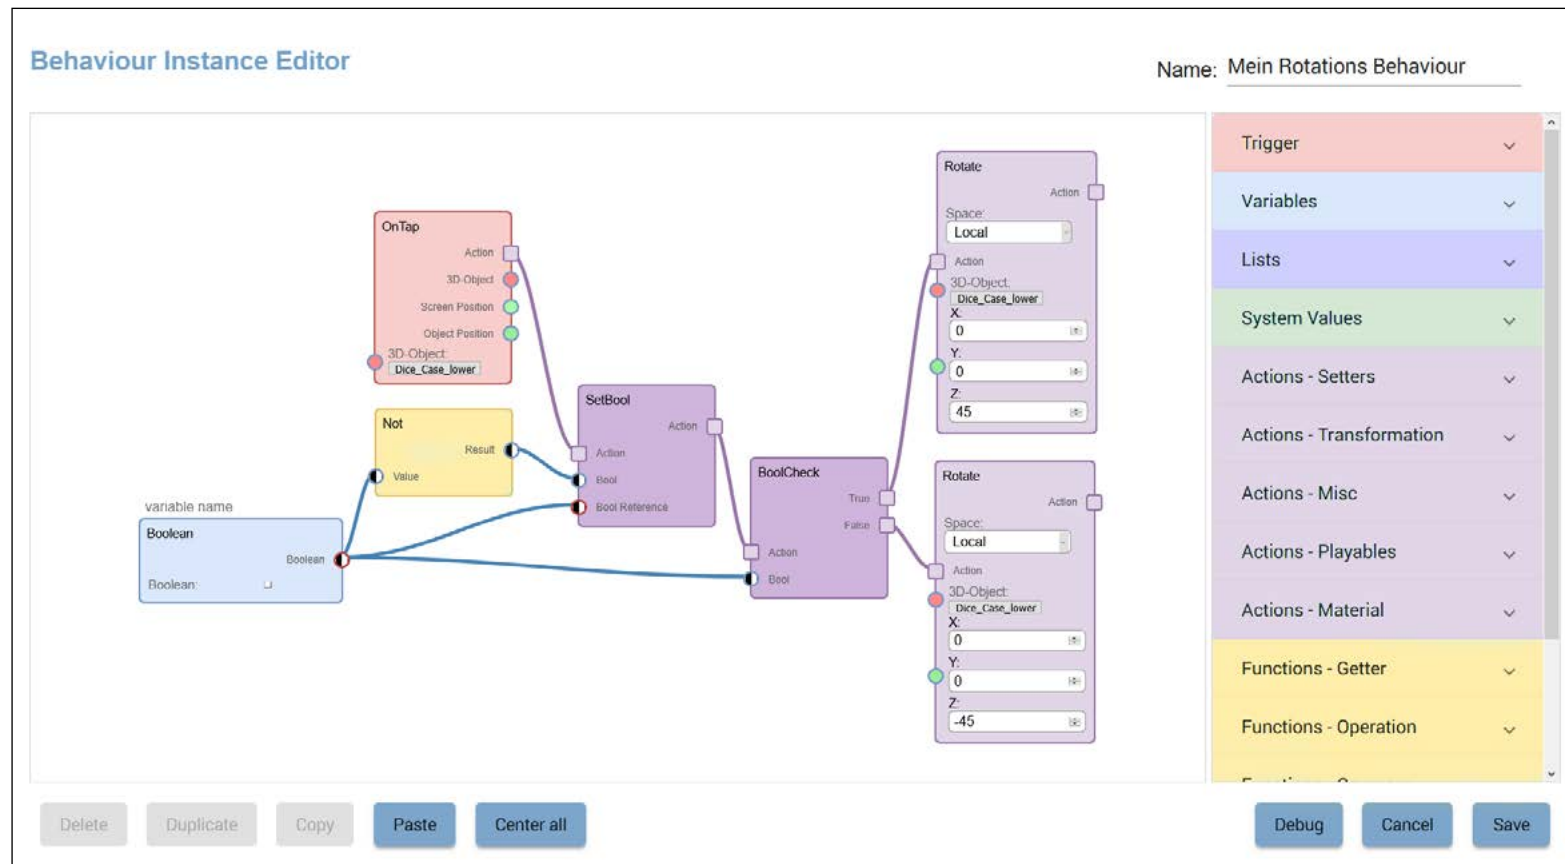 Behaviour Instance Editor
Name: Mein Rotations Behaviour
OnTap
Action
3D-Object
Screen Position
Object Position
3D-Object:
Dice_Case_lower
Not
Result
Value
variable name
Boolean
Boolean
Boolean:
SetBool
Action
Action
Bool
Bool Reference
BoolCheck
True
False
Action
Bool
Rotate
Action
Space:
Local
Action
3D-Object:
Dice_Case_lower
X:
0
Y:
0
Z:
45
Rotate
Action
Space:
Local
Action
3D-Object:
Dice_Case_lower
X:
0
Y:
0
Z:
-45
Trigger
Variables
Lists
System Values
Actions - Setters
Actions - Transformation
Actions - Misc
Actions - Playables
Actions - Material
Functions - Getter
Functions - Operation
Delete
Duplicate
Copy
Paste
Center all
Debug
Cancel
Save